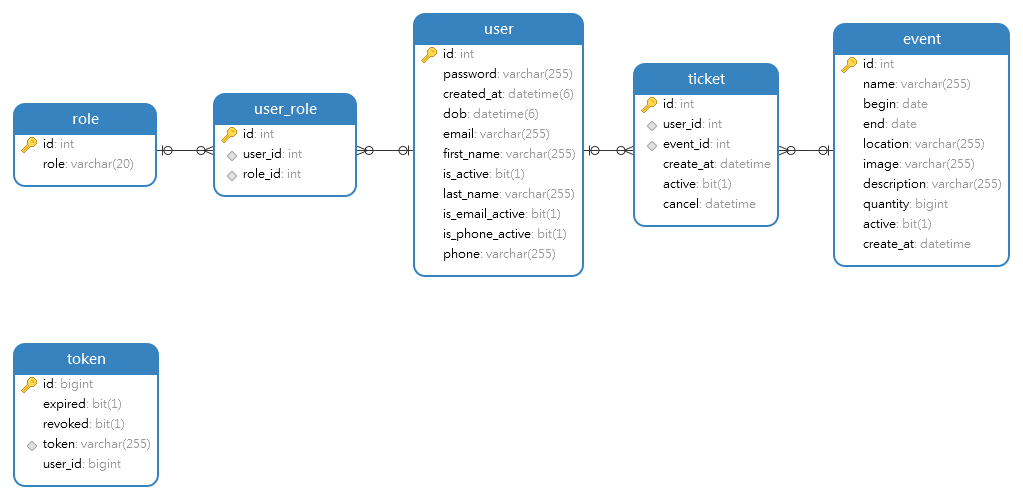 role
id: int
role: varchar(20)
user_role
id: int
user_id: int
role_id: int
user
id: int
password: varchar(255)
created_at: datetime(6)
dob: datetime(6)
email: varchar(255)
first_name: varchar(255)
is_active: bit(1)
last_name: varchar(255)
is_email_active: bit(1)
is_phone_active: bit(1)
phone: varchar(255)
ticket
id: int
user_id: int
event_id: int
create_at: datetime
active: bit(1)
cancel: datetime
event
id: int
name: varchar(255)
begin: date
end: date
location: varchar(255)
image: varchar(255)
description: varchar(255)
quantity: bigint
active: bit(1)
create_at: datetime
token
id: bigint
expired: bit(1)
revoked: bit(1)
token: varchar(255)
user_id: bigint